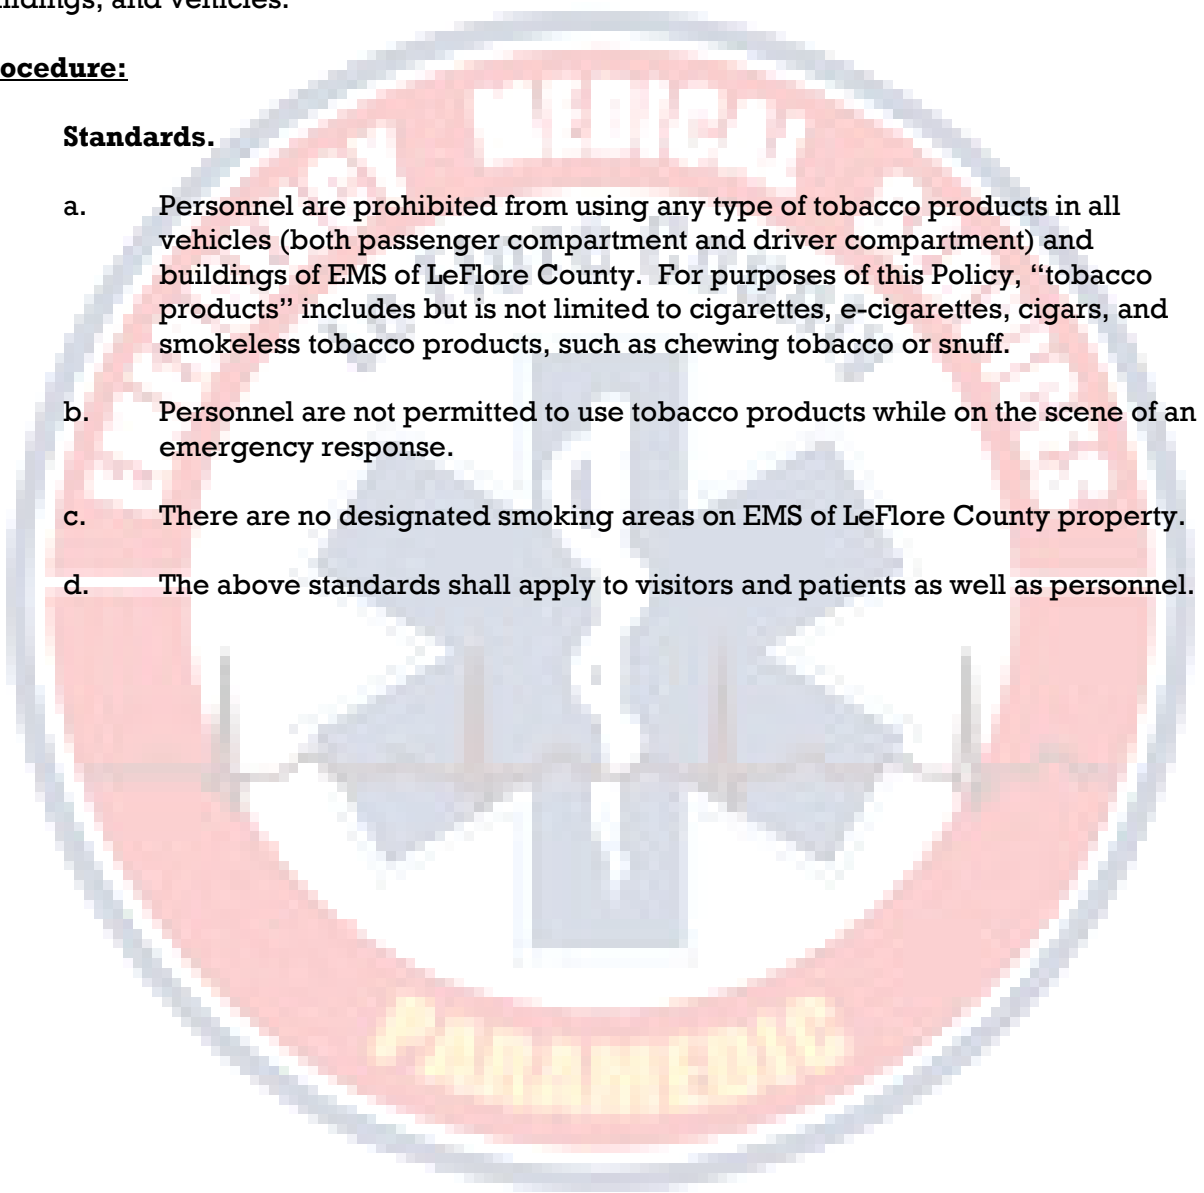 and vehicles.
Standards.
a. Personnel are prohibited from using any type of tobacco products in all
vehicles (both passenger compartment and driver compartment) and
buildings of EMS of LeFlore County. For purposes of this Policy, “tobacco
products” includes but is not limited to cigarettes, e-cigarettes, cigars, and
smokeless tobacco products, such as chewing tobacco or snuff.
b. Personnel are not permitted to use tobacco products while on the scene of an
emergency response.
c. There are no designated smoking areas on EMS of LeFlore County property.
d. The above standards shall apply to visitors and patients as well as personnel.
MEDICAL
PARAMEDIC